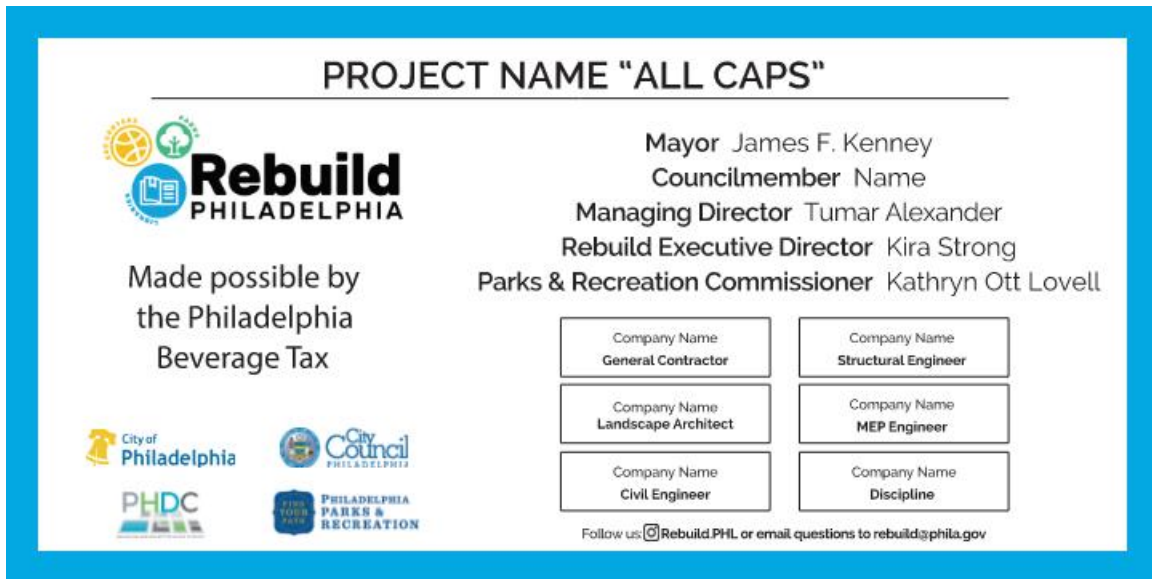 PROJECT NAME “ALL CAPS”
Rebuild
PHILADELPHIA
Made possible by
the Philadelphia
Beverage Tax
City of
Philadelphia
City
Council
PHILADELPHIA
PHDC
FIND
YOUR
PATH
PHILADELPHIA
PARKS &
RECREATION
Mayor James F. Kenney
Councilmember Name
Managing Director Tumar Alexander
Rebuild Executive Director Kira Strong
Parks & Recreation Commissioner Kathryn Ott Lovell
Company Name
General Contractor
Company Name
Structural Engineer
Company Name
Landscape Architect
Company Name
MEP Engineer
Company Name
Civil Engineer
Company Name
Discipline
Follow us: Rebuild.PHL or email questions to rebuild@phila.gov